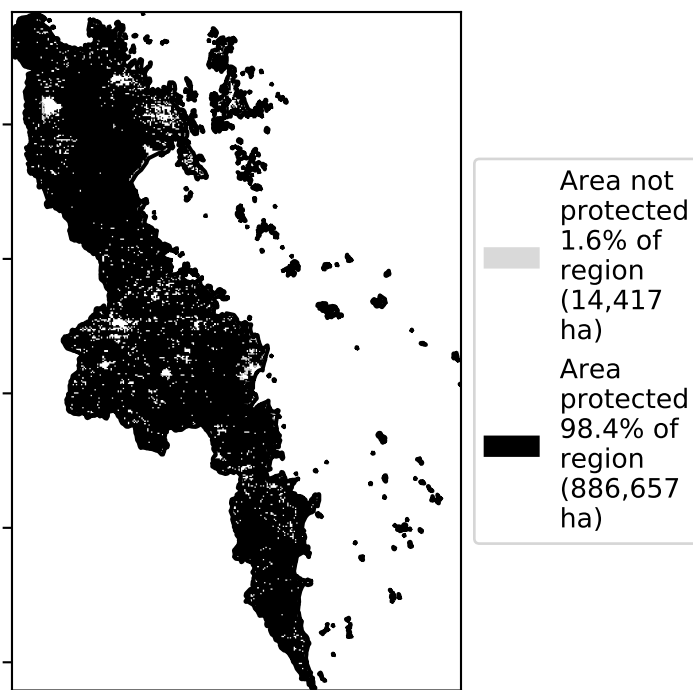 Area not
protected
1.6% of
region
(14,417
ha)
Area
protected
98.4% of
region
(886,657
ha)